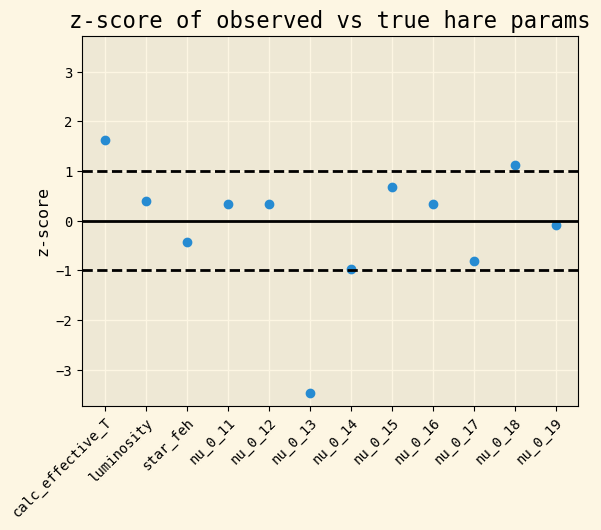 z-score of observed vs true hare params
z-score
3
2
1
0
−1
−2
−3
calc_effective_T
luminosity
star_feh
nu_0_11
nu_0_12
nu_0_13
nu_0_14
nu_0_15
nu_0_16
nu_0_17
nu_0_18
nu_0_19